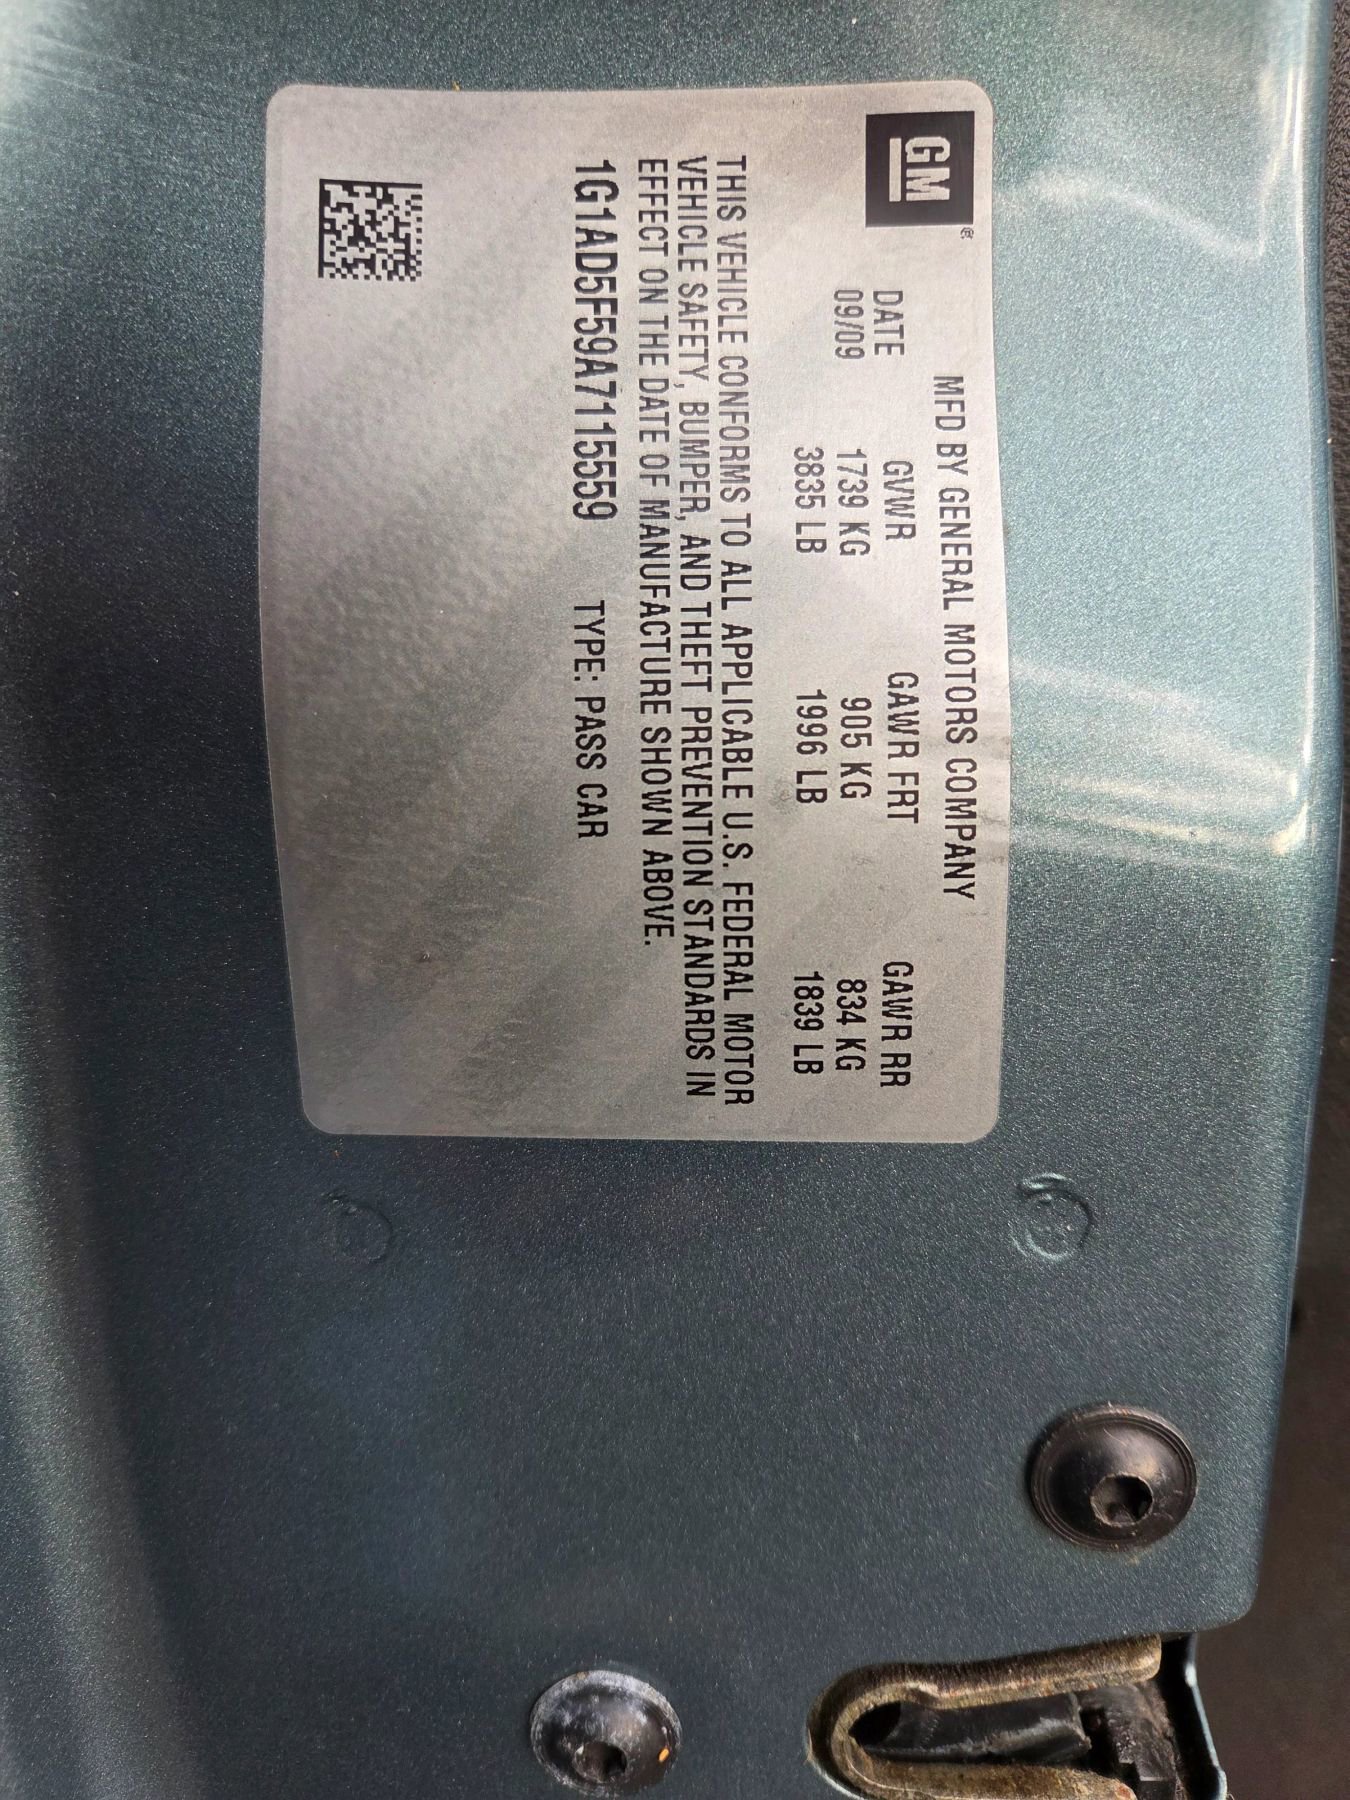 GM®
MFD BY GENERAL MOTORS COMPANY
DATE GVWR GAWR FRT GAWR RR
09/09 1739 KG 905 KG 834 KG
3835 LB 1996 LB 1839 LB
THIS VEHICLE CONFORMS TO ALL APPLICABLE U.S. FEDERAL MOTOR
VEHICLE SAFETY, BUMPER, AND THEFT PREVENTION STANDARDS IN
EFFECT ON THE DATE OF MANUFACTURE SHOWN ABOVE.
1G1AD5F59A7115559 TYPE: PASS CAR